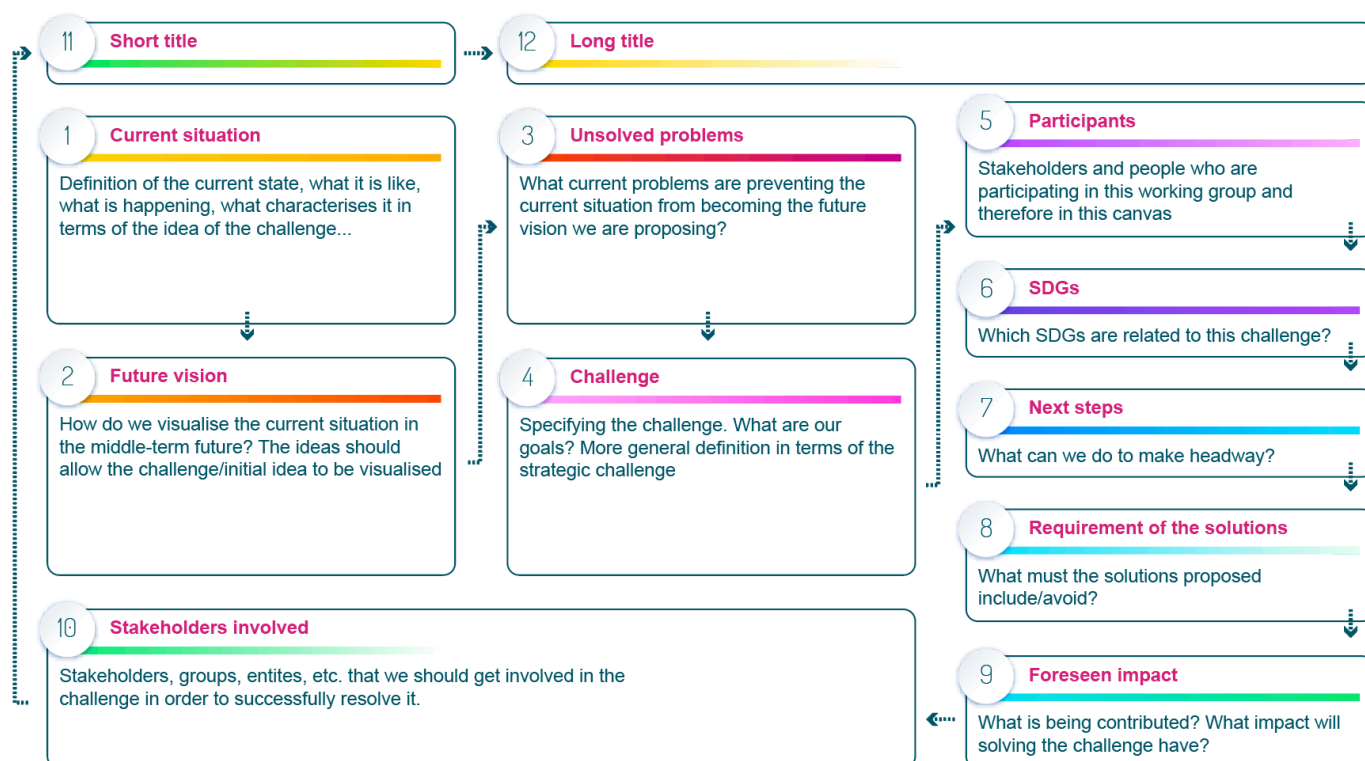 11
Short title
12
Long title
1
Current situation
Definition of the current state, what it is like,
what is happening, what characterises it in
terms of the idea of the challenge...
2
Future vision
How do we visualise the current situation in
the middle-term future? The ideas should
allow the challenge/initial idea to be visualised
3
Unsolved problems
What current problems are preventing the
current situation from becoming the future
vision we are proposing?
4
Challenge
Specifying the challenge. What are our
goals? More general definition in terms of the
strategic challenge
5
Participants
Stakeholders and people who are
participating in this working group and
therefore in this canvas
6
SDGs
Which SDGs are related to this challenge?
7
Next steps
What can we do to make headway?
8
Requirement of the solutions
What must the solutions proposed
include/avoid?
9
Foreseen impact
What is being contributed? What impact will
solving the challenge have?
10
Stakeholders involved
Stakeholders, groups, entites, etc. that we should get involved in the
challenge in order to successfully resolve it.